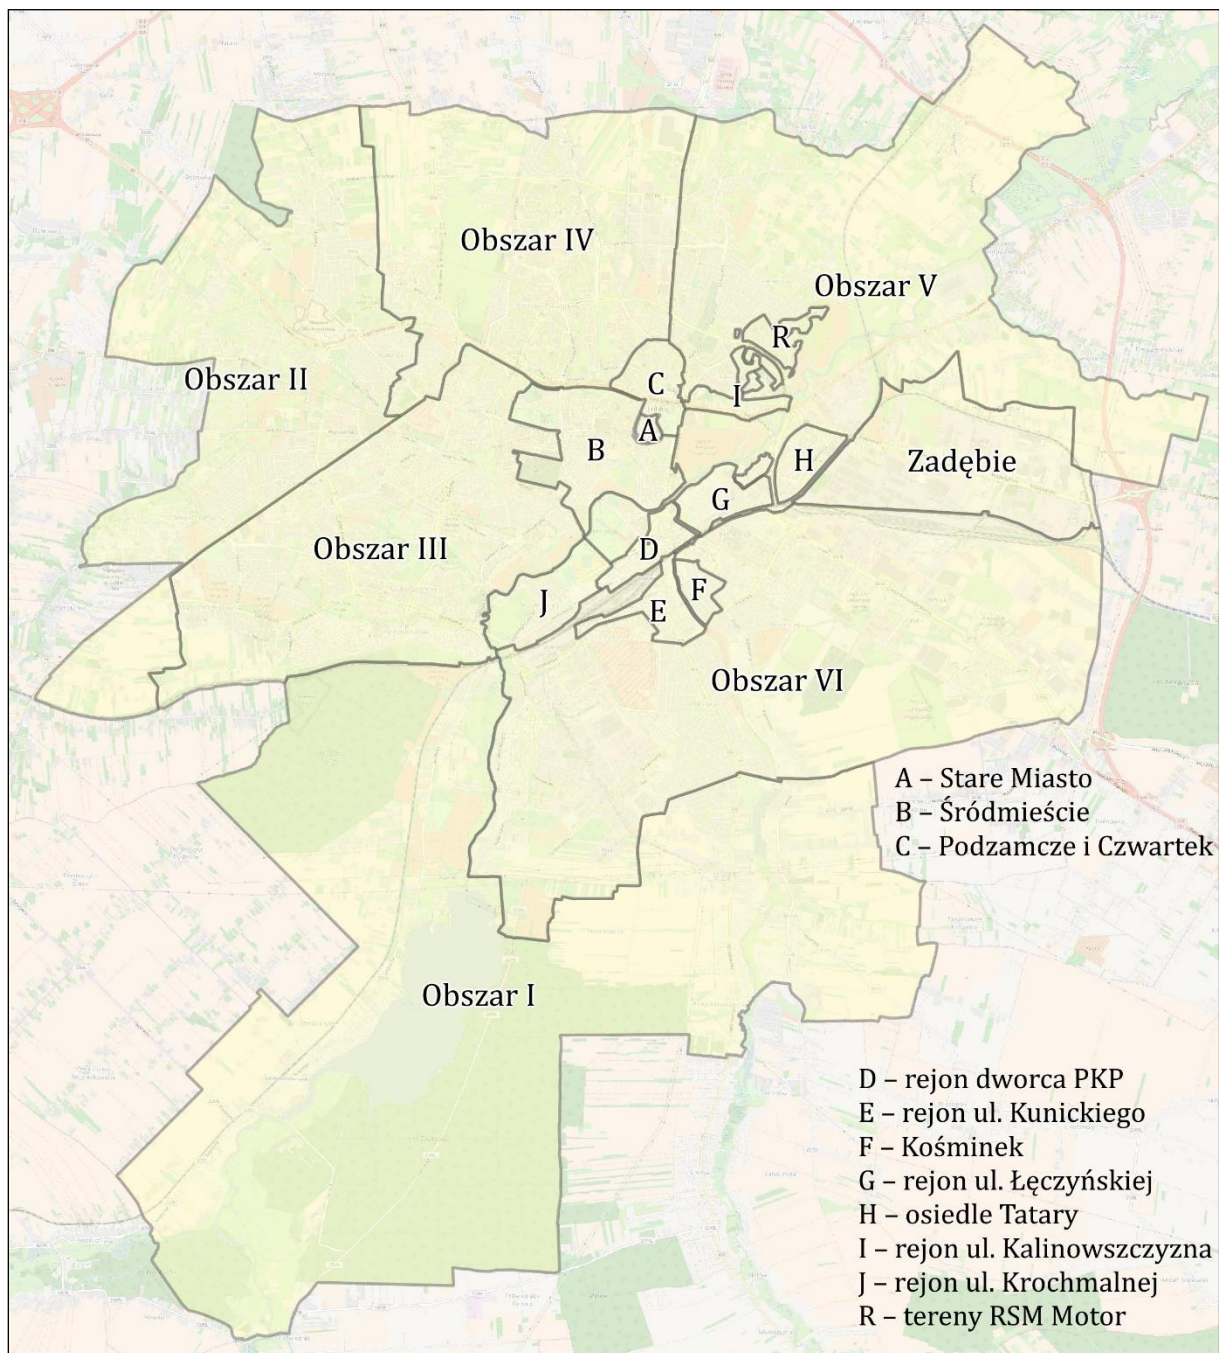 Obszar IV
Obszar V
R
Obszar II
C
I
A
B
H
Zadębie
G
Obszar III
D
F
J
E
Obszar VI
A – Stare Miasto
B – Śródmieście
C – Podzamcze i Czwartek
Obszar I
D – rejon dworca PKP
E – rejon ul. Kunickiego
F – Kośminek
G – rejon ul. Łęczyńskiej
H – osiedle Tatary
I – rejon ul. Kalinowszczyzna
J – rejon ul. Krochmalnej
R – tereny RSM Motor